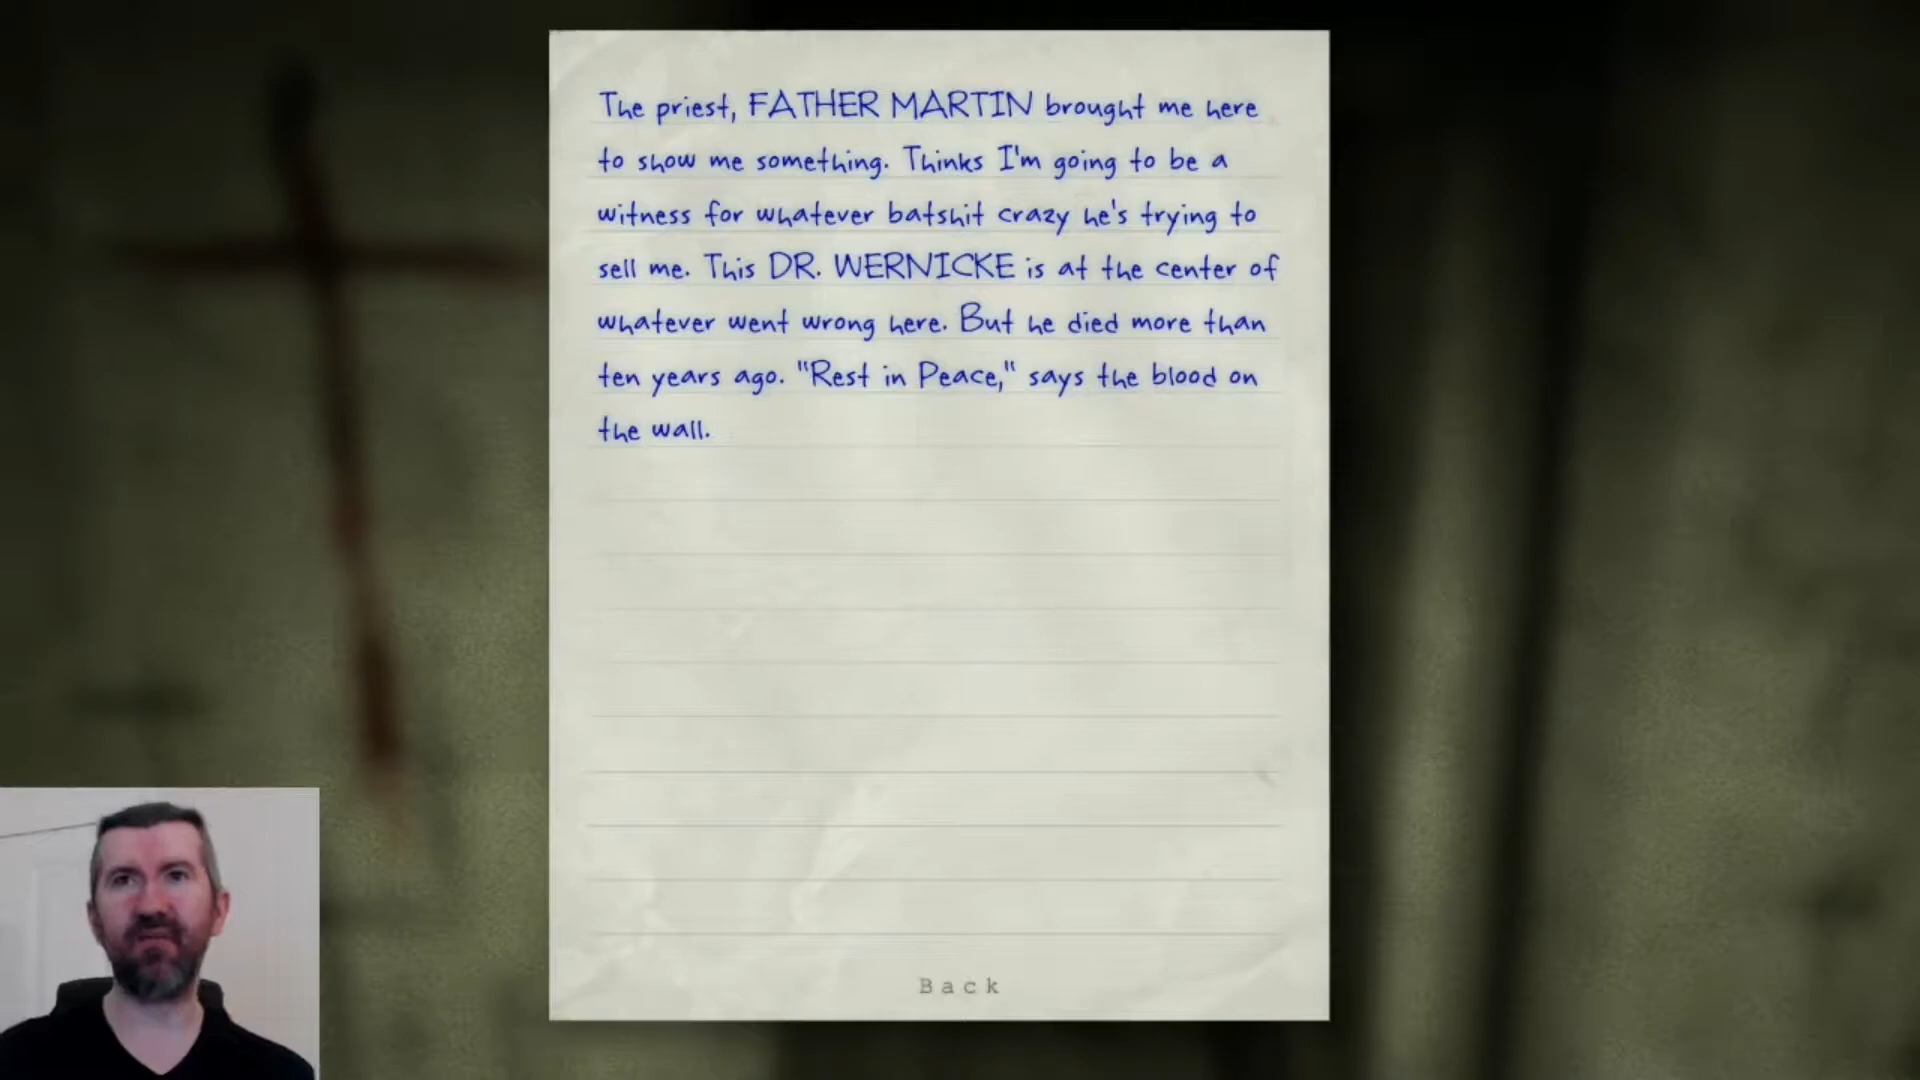 The priest, FATHER MARTIN brought me here
to show me something. Thinks I'm going to be a
witness for whatever batshit crazy he's trying to
sell me. This DR. WERNICKE is at the center of
whatever went wrong here. But he died more than
ten years ago. "Rest in Peace," says the blood on
the wall.
Back